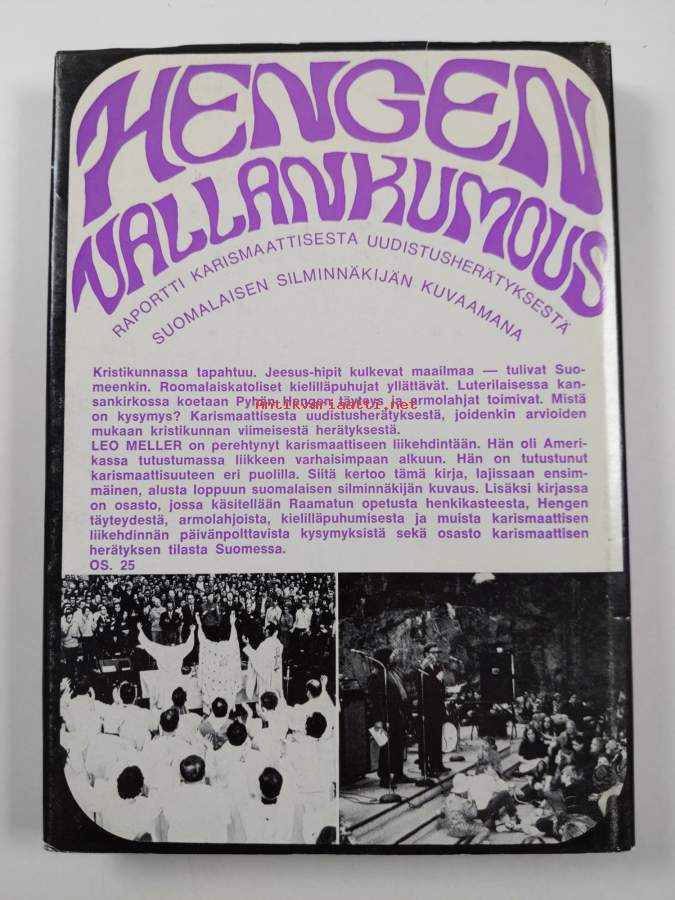 HENGEN
VALLANKUMOUS
RAPORTTI KARISMAATTISESTA UUDISTUSHERÄTYKSESTÄ
SUOMALAISEN SILMINNÄKIJÄN KUVAAMANA
Kristikunnassa tapahtuu. Jeesus-hipit kulkevat maailmaa — tulivat Suo-
meenkin. Roomalaiskatoliset kielilläpuhujat yllättävät. Luterilaisessa kan-
sankirkossa koetaan Pyhän Hengen täyteys ja armolahjat toimivat. Mistä
Antikvariaatti.net
on kysymys? Karismaattisesta uudistusherätyksestä, joidenkin arvioiden
mukaan kristikunnan viimeisestä herätyksestä.
LEO MELLER on perehtynyt karismaattiseen liikehdintään. Hän oli Ameri-
kassa tutustumassa liikkeen varhaisimpaan alkuun. Hän on tutustunut
karismaattisuuteen eri puolilla. Siitä kertoo tämä kirja, lajissaan ensim-
mäinen, alusta loppuun suomalaisen silminnäkijän kuvaus. Lisäksi kirjassa
on osasto, jossa käsitellään Raamatun opetusta henkikasteesta, Hengen
täyteydestä, armolahjoista, kielilläpuhumisesta ja muista karismaattisen
liikehdinnän päivänpolttavista kysymyksistä sekä osasto karismaattisen
herätyksen tilasta Suomessa.
OS. 25